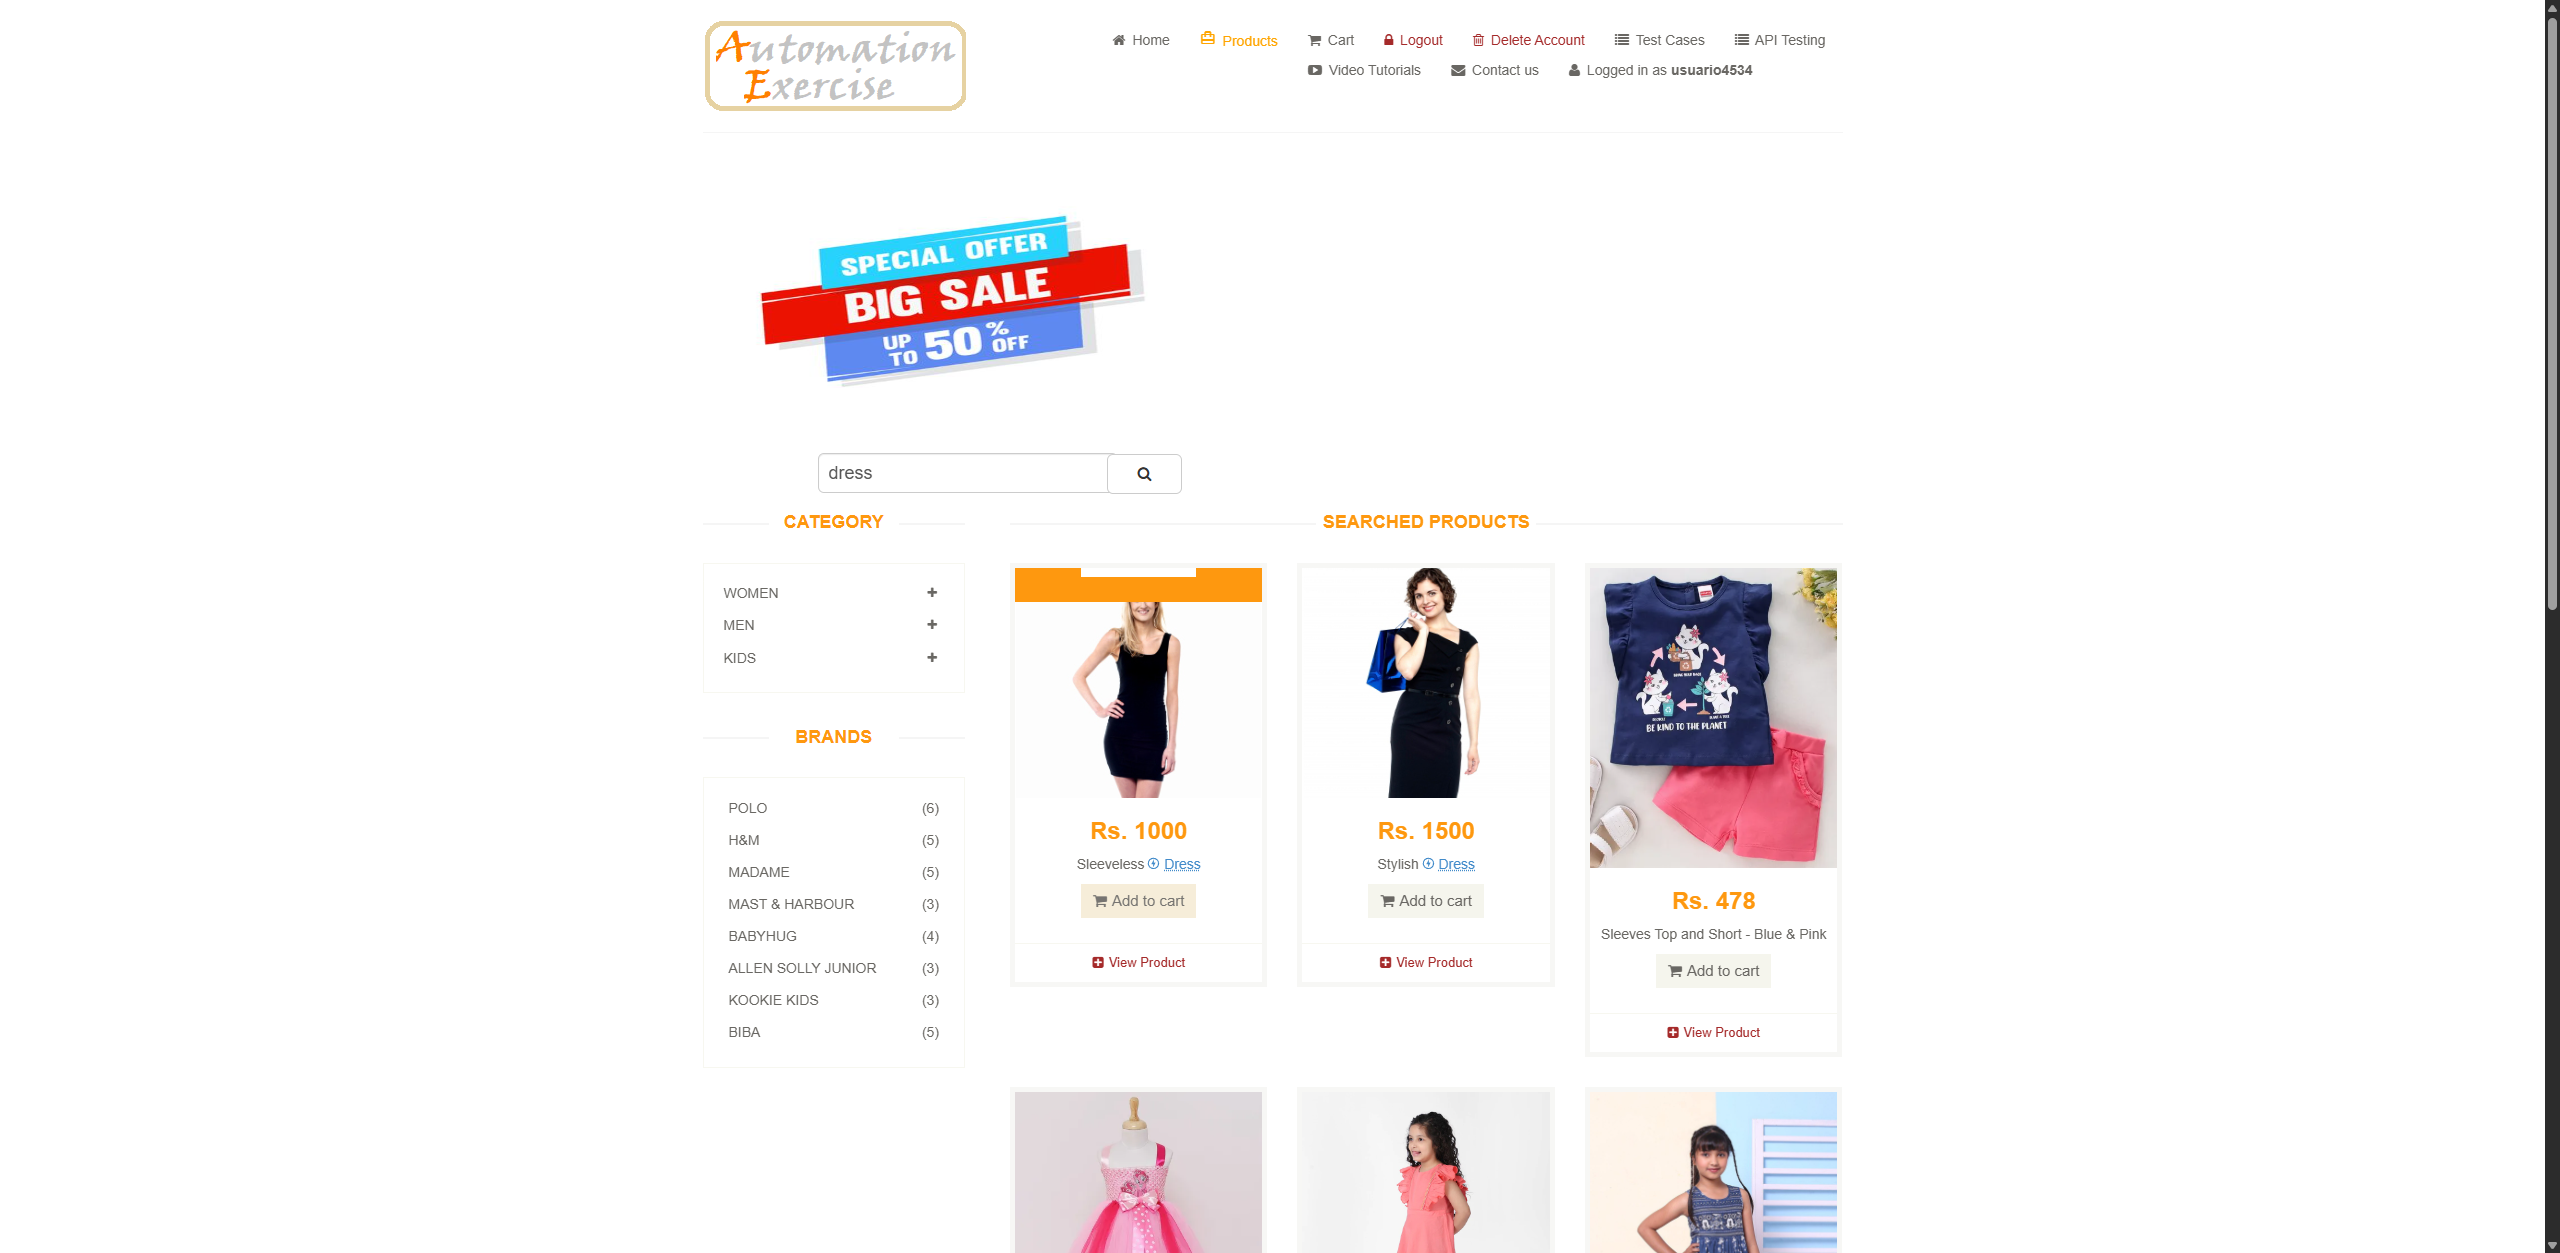 Automation
Exercise
Home Products Cart Logout Delete Account Test Cases API Testing
Video Tutorials Contact us Logged in as usuario4534
SPECIAL OFFER
BIG SALE
UP TO 50% OFF
dress
CATEGORY
WOMEN
MEN
KIDS
BRANDS
POLO (6)
H&M (5)
MADAME (5)
MAST & HARBOUR (3)
BABYHUG (4)
ALLEN SOLLY JUNIOR (3)
KOOKIE KIDS (3)
BIBA (5)
SEARCHED PRODUCTS
Rs. 1000
Sleeveless Dress
Add to cart
View Product
Rs. 1500
Stylish Dress
Add to cart
View Product
BE KIND TO THE PLANET
Rs. 478
Sleeves Top and Short - Blue & Pink
Add to cart
View Product